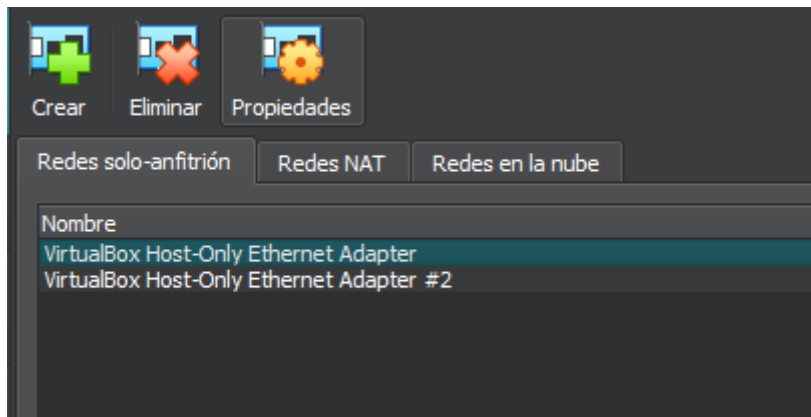 Crear Eliminar Propiedades
Redes solo-anfitrión Redes NAT Redes en la nube
Nombre
VirtualBox Host-Only Ethernet Adapter
VirtualBox Host-Only Ethernet Adapter #2